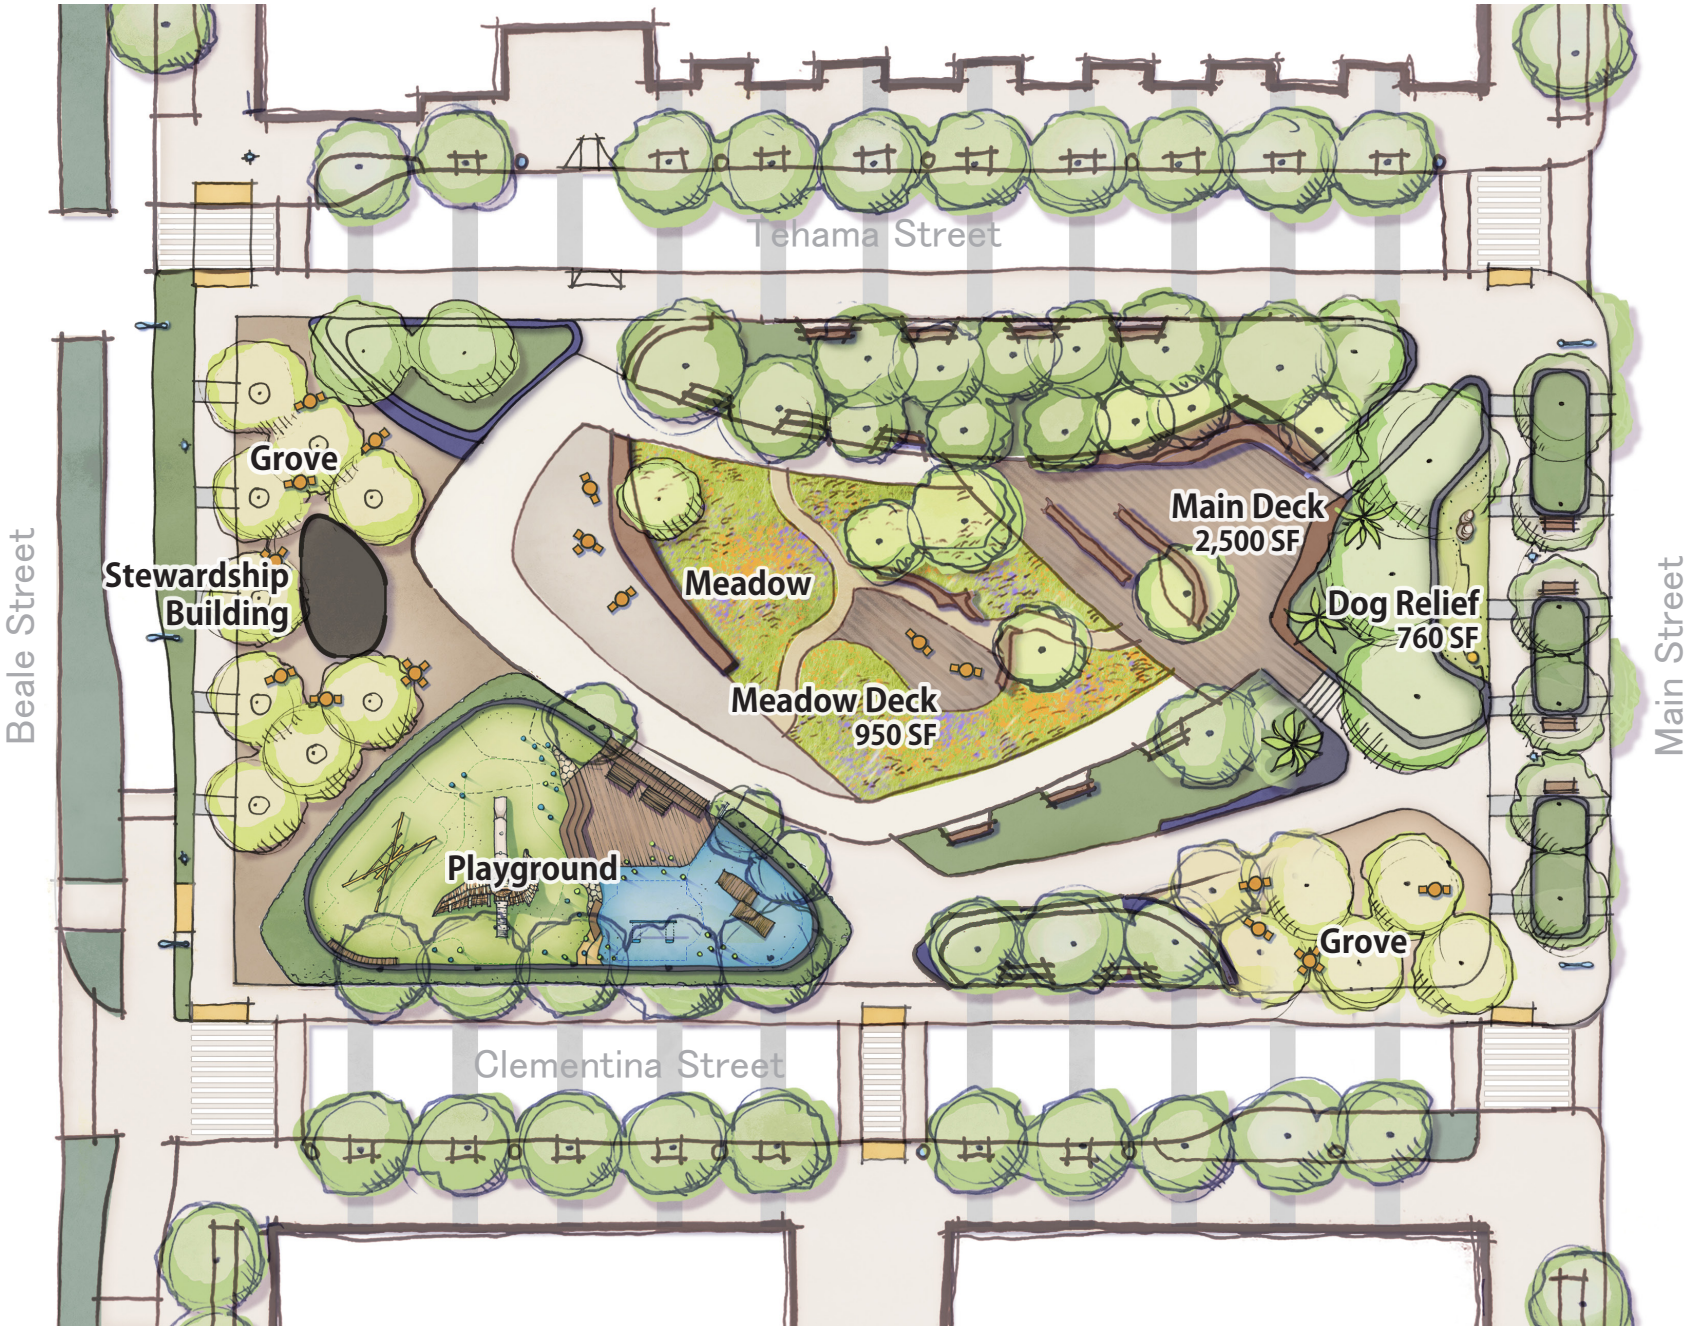 Tehama Street
Grove
Main Deck
2,500 SF
Stewardship
Building
Meadow
Dog Relief
760 SF
Beale Street
Main Street
Meadow Deck
950 SF
Playground
Grove
Clementina Street